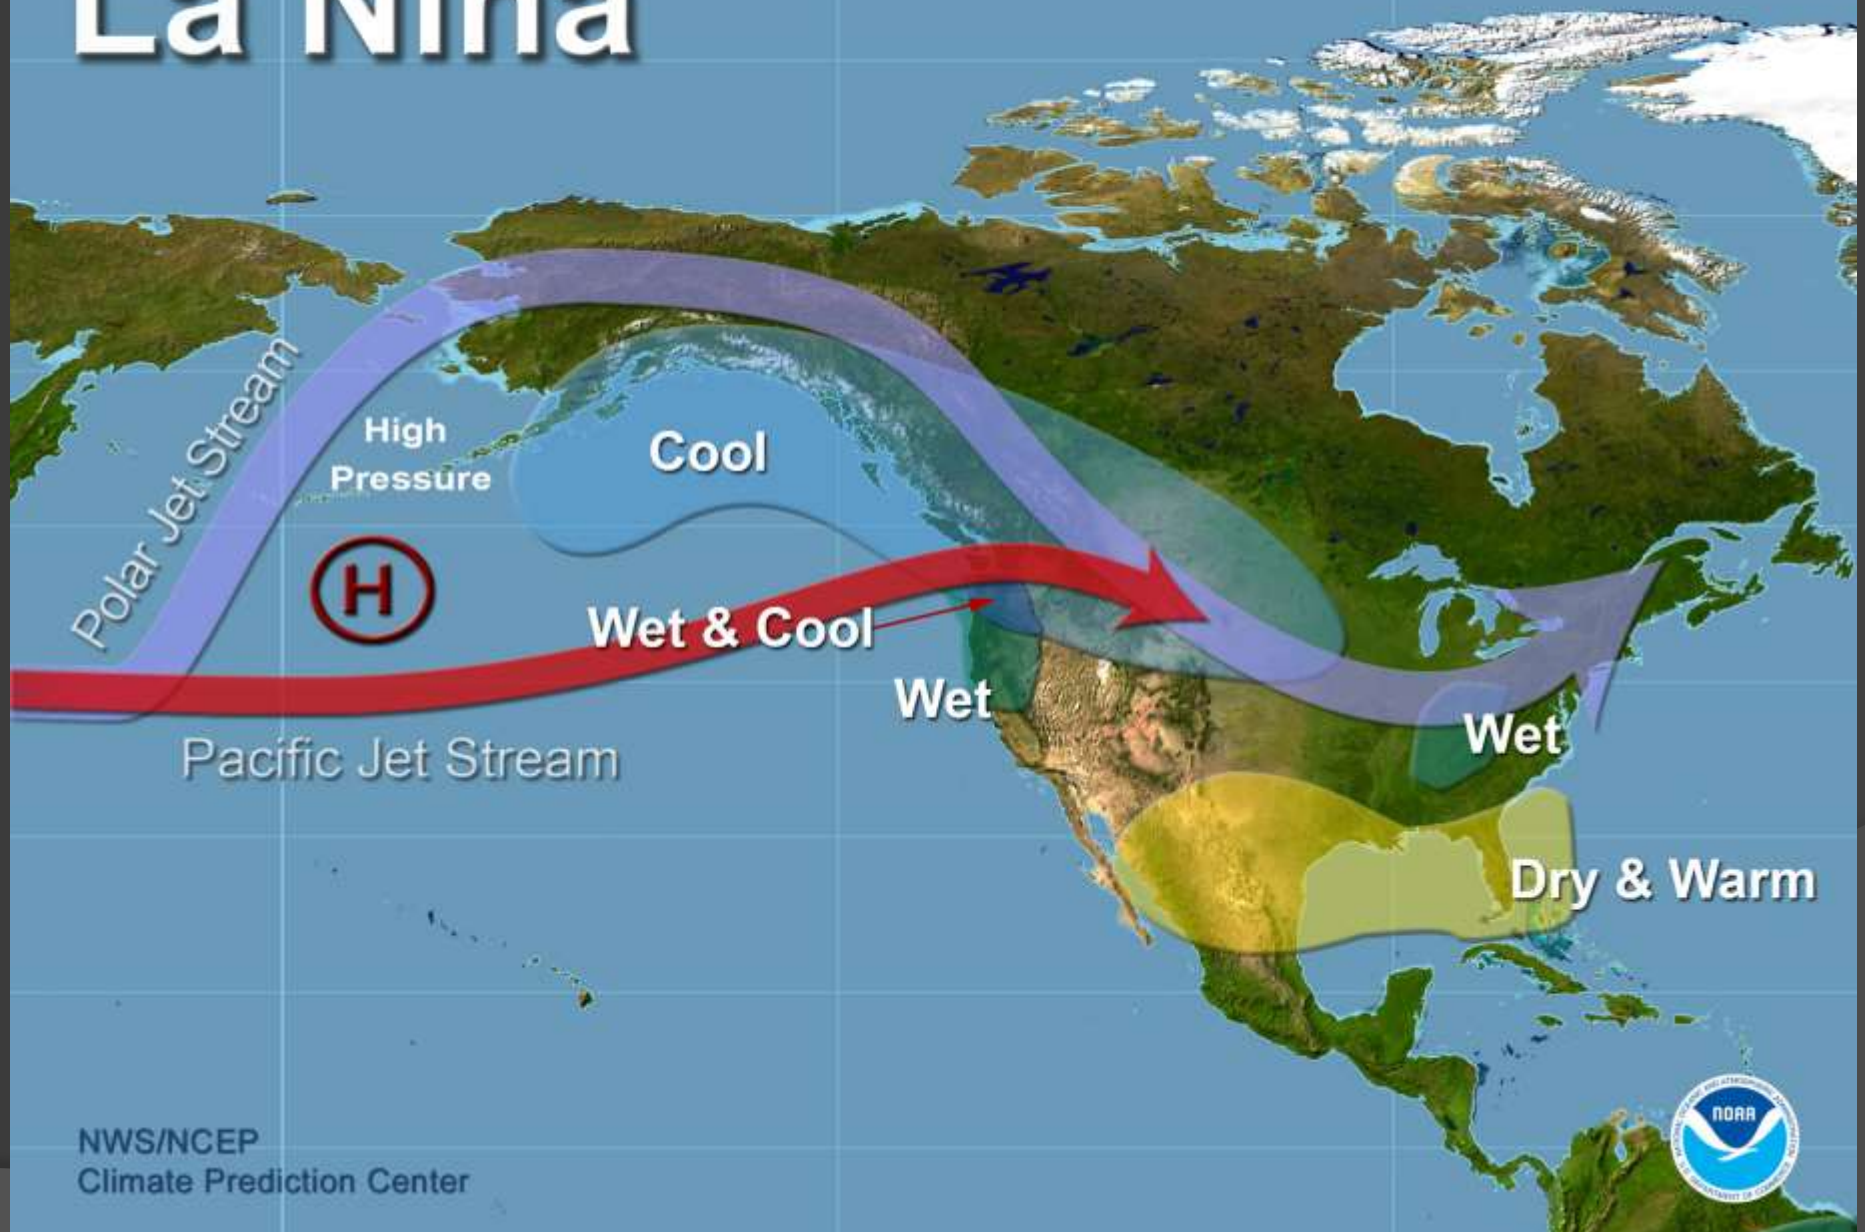 La Niña
Polar Jet Stream
High
Pressure
H
Cool
Wet & Cool
Wet
Wet
Pacific Jet Stream
Dry & Warm
NWS/NCEP
Climate Prediction Center
NOAA